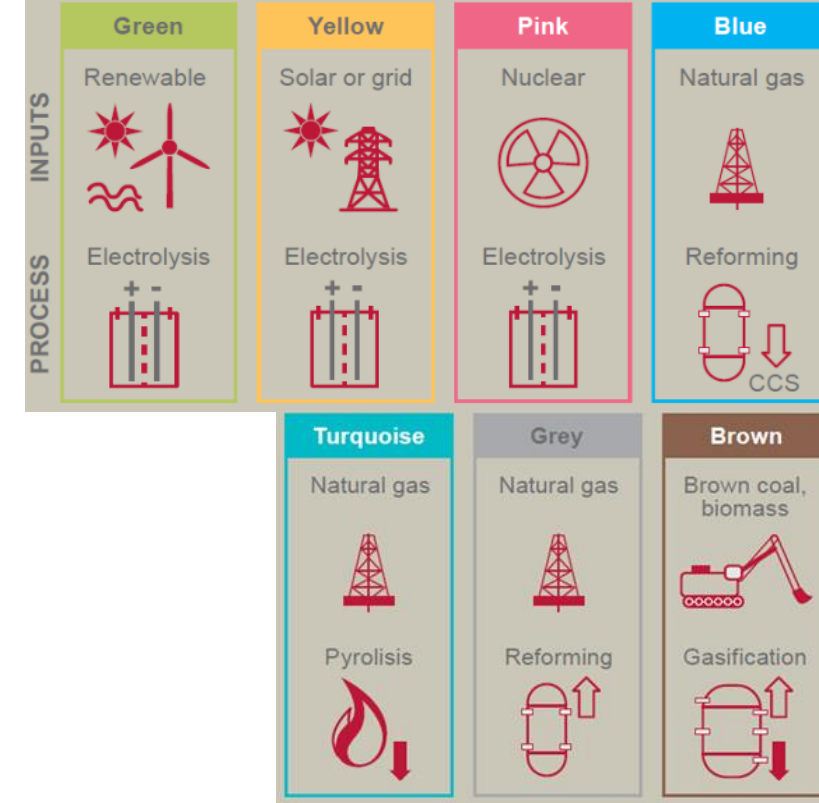 Green
Yellow
Pink
Blue
INPUTS
Renewable
Solar or grid
Nuclear
Natural gas
PROCESS
Electrolysis
+ -
Electrolysis
+ -
Electrolysis
+ -
Reforming
CCS
Turquoise
Grey
Brown
Natural gas
Natural gas
Brown coal,
biomass
Pyrolisis
Reforming
Gasification